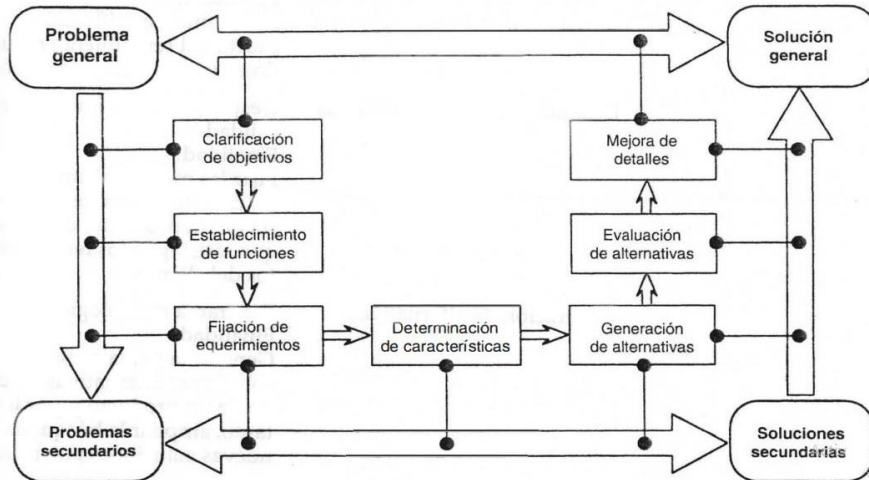 Problema
general
Solución
general
Clarificación
de objetivos
Mejora de
detalles
Establecimiento
de funciones
Evaluación
de alternativas
Fijación de
equerimientos
Determinación
de características
Generación
de alternativas
Problemas
secundarios
Soluciones
secundarias